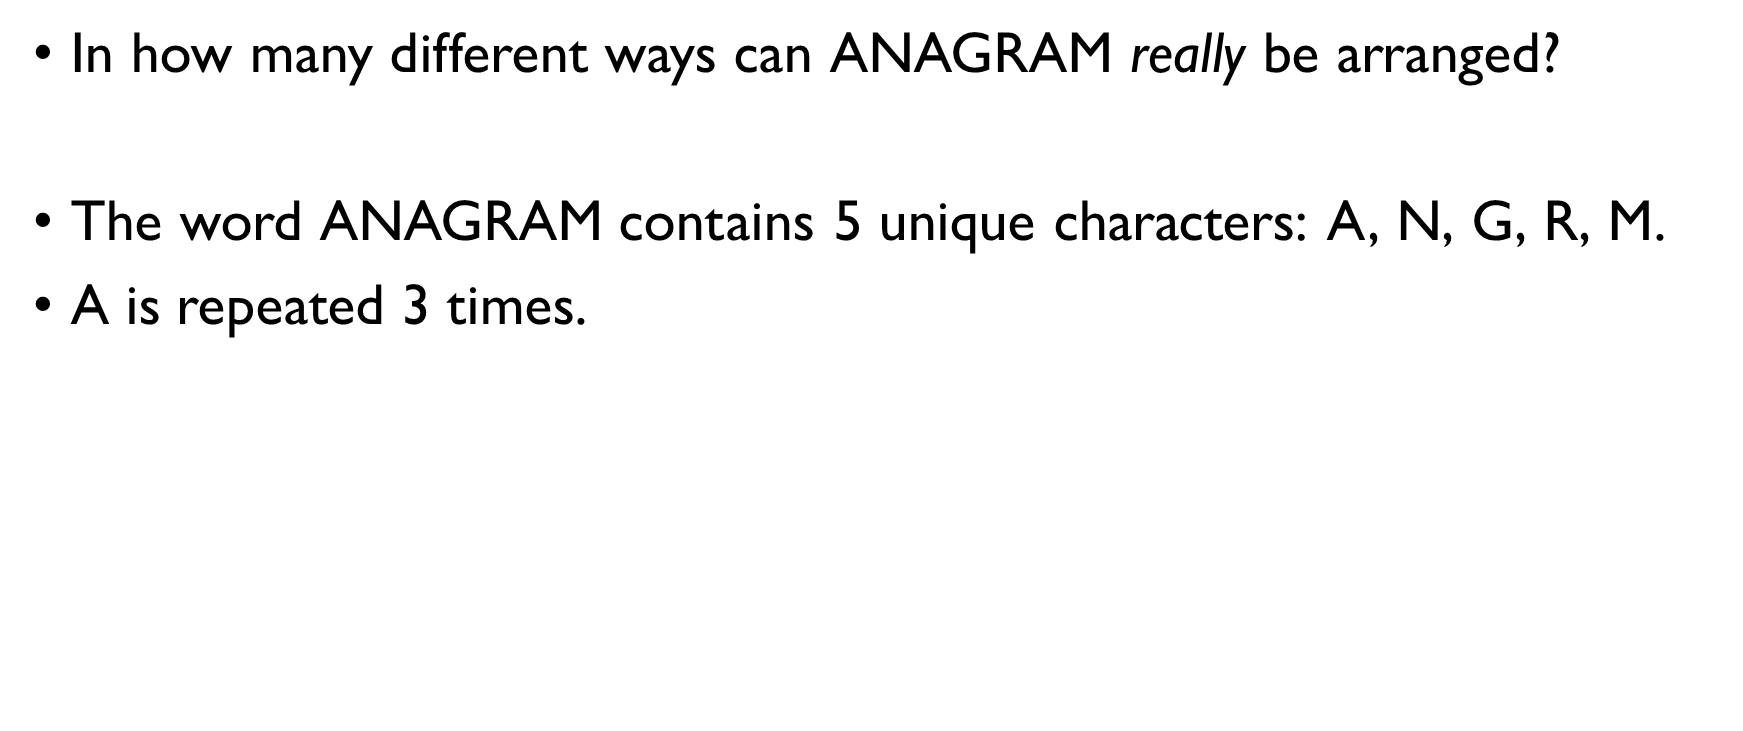 • In how many different ways can ANAGRAM really be arranged?
• The word ANAGRAM contains 5 unique characters: A, N, G, R, M.
• A is repeated 3 times.